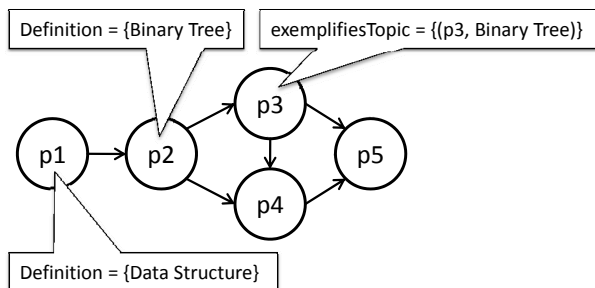 Definition = {Binary Tree}
exemplifiesTopic = {(p3, Binary Tree)}
p3
p1
p2
p5
p4
Definition = {Data Structure}